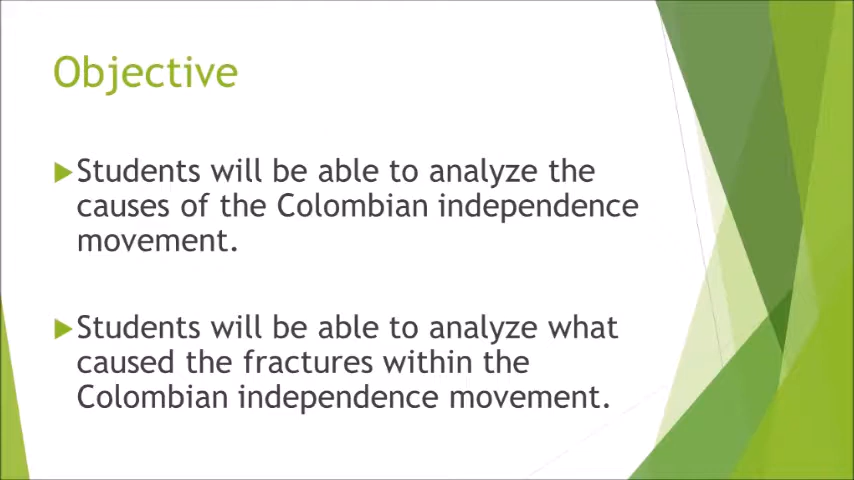 Objective
Students will be able to analyze the
causes of the Colombian independence
movement.
Students will be able to analyze what
caused the fractures within the
Colombian independence movement.